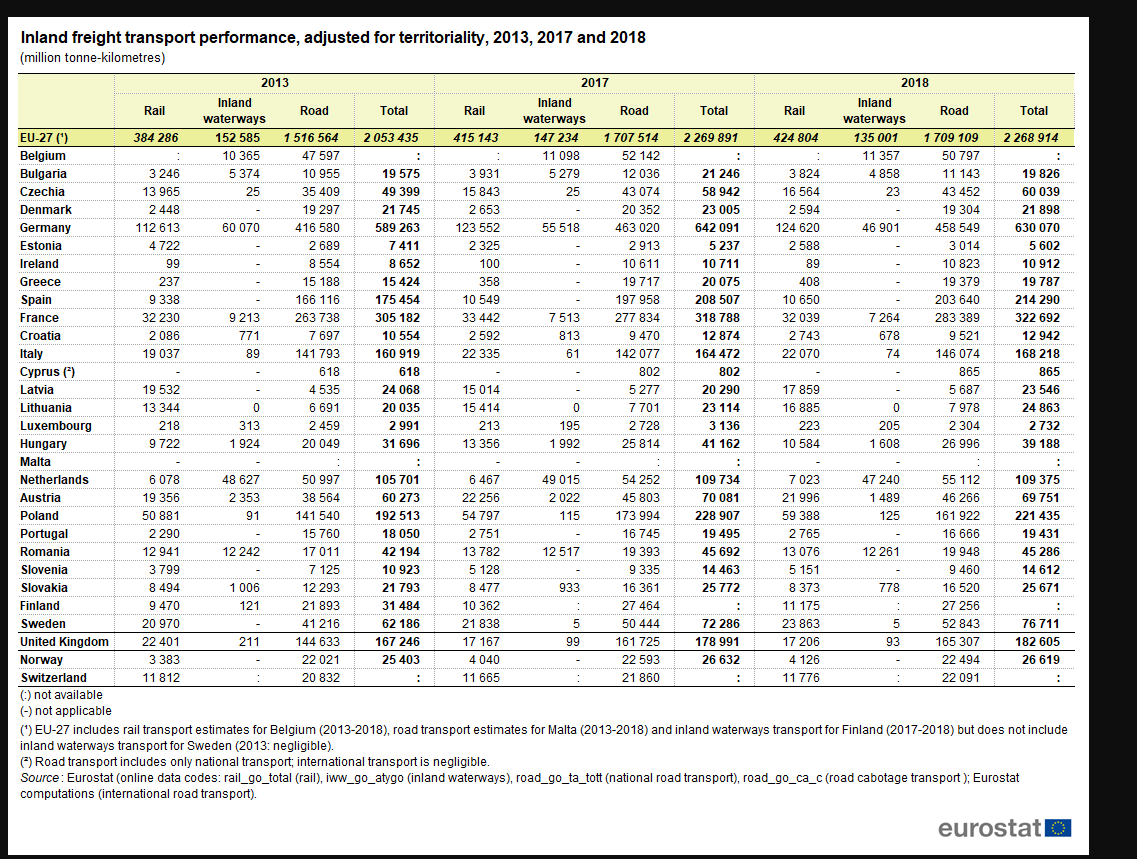 Inland freight transport performance, adjusted for territoriality, 2013, 2017 and 2018
(million tonne-kilometres)
2013 2017 2018
Rail Inland waterways Road Total Rail Inland waterways Road Total Rail Inland waterways Road Total
EU-27 (¹) 384 286 152 585 1 516 564 2 053 435 415 143 147 234 1 707 514 2 269 891 424 804 135 001 1 709 109 2 268 914
Belgium : 10 365 47 597 : : 11 098 52 142 : : 11 357 50 797 :
Bulgaria 3 246 5 374 10 955 19 575 3 931 5 279 12 036 21 246 3 824 4 858 11 143 19 826
Czechia 13 965 25 35 409 49 399 15 843 25 43 074 58 942 16 564 23 43 452 60 039
Denmark 2 448 - 19 297 21 745 2 653 - 20 352 23 005 2 594 - 19 304 21 898
Germany 112 613 60 070 416 580 589 263 123 552 55 518 463 020 642 091 124 620 46 901 458 549 630 070
Estonia 4 722 - 2 689 7 411 2 325 - 2 913 5 237 2 588 - 3 014 5 602
Ireland 99 - 8 554 8 652 100 - 10 611 10 711 89 - 10 823 10 912
Greece 237 - 15 188 15 424 358 - 19 717 20 075 408 - 19 379 19 787
Spain 9 338 - 166 116 175 454 10 549 - 197 958 208 507 10 650 - 203 640 214 290
France 32 230 9 213 263 738 305 182 33 442 7 513 277 834 318 788 32 039 7 264 283 389 322 692
Croatia 2 086 771 7 697 10 554 2 592 813 9 470 12 874 2 743 678 9 521 12 942
Italy 19 037 89 141 793 160 919 22 335 61 142 077 164 472 22 070 74 146 074 168 218
Cyprus (²) - - 618 618 - - 802 802 - - 865 865
Latvia 19 532 - 4 535 24 068 15 014 - 5 277 20 290 17 859 - 5 687 23 546
Lithuania 13 344 0 6 691 20 035 15 414 0 7 701 23 114 16 885 0 7 978 24 863
Luxembourg 218 313 2 459 2 991 213 195 2 728 3 136 223 205 2 304 2 732
Hungary 9 722 1 924 20 049 31 696 13 356 1 992 25 814 41 162 10 584 1 608 26 996 39 188
Malta - - : : - - : : - - : :
Netherlands 6 078 48 627 50 997 105 701 6 467 49 015 54 252 109 734 7 023 47 240 55 112 109 375
Austria 19 356 2 353 38 564 60 273 22 256 2 022 45 803 70 081 21 996 1 489 46 266 69 751
Poland 50 881 91 141 540 192 513 54 797 115 173 994 228 907 59 388 125 161 922 221 435
Portugal 2 290 - 15 760 18 050 2 751 - 16 745 19 495 2 765 - 16 666 19 431
Romania 12 941 12 242 17 011 42 194 13 782 12 517 19 393 45 692 13 076 12 261 19 948 45 286
Slovenia 3 799 - 7 125 10 923 5 128 - 9 335 14 463 5 151 - 9 460 14 612
Slovakia 8 494 1 006 12 293 21 793 8 477 933 16 361 25 772 8 373 778 16 520 25 671
Finland 9 470 121 21 893 31 484 10 362 : 27 464 : 11 175 : 27 256 :
Sweden 20 970 - 41 216 62 186 21 838 5 50 444 72 286 23 863 5 52 843 76 711
United Kingdom 22 401 211 144 633 167 246 17 167 99 161 725 178 991 17 206 93 165 307 182 605
Norway 3 383 - 22 021 25 403 4 040 - 22 593 26 632 4 126 - 22 494 26 619
Switzerland 11 812 : 20 832 : 11 665 : 21 860 : 11 776 : 22 091 :
(:) not available
(-) not applicable
(¹) EU-27 includes rail transport estimates for Belgium (2013-2018), road transport estimates for Malta (2013-2018) and inland waterways transport for Finland (2017-2018) but does not include
inland waterways transport for Sweden (2013: negligible).
(²) Road transport includes only national transport; international transport is negligible.
Source: Eurostat (online data codes: rail_go_total (rail), iww_go_atygo (inland waterways), road_go_ta_tott (national road transport), road_go_ca_c (road cabotage transport ); Eurostat
computations (international road transport).
eurostat